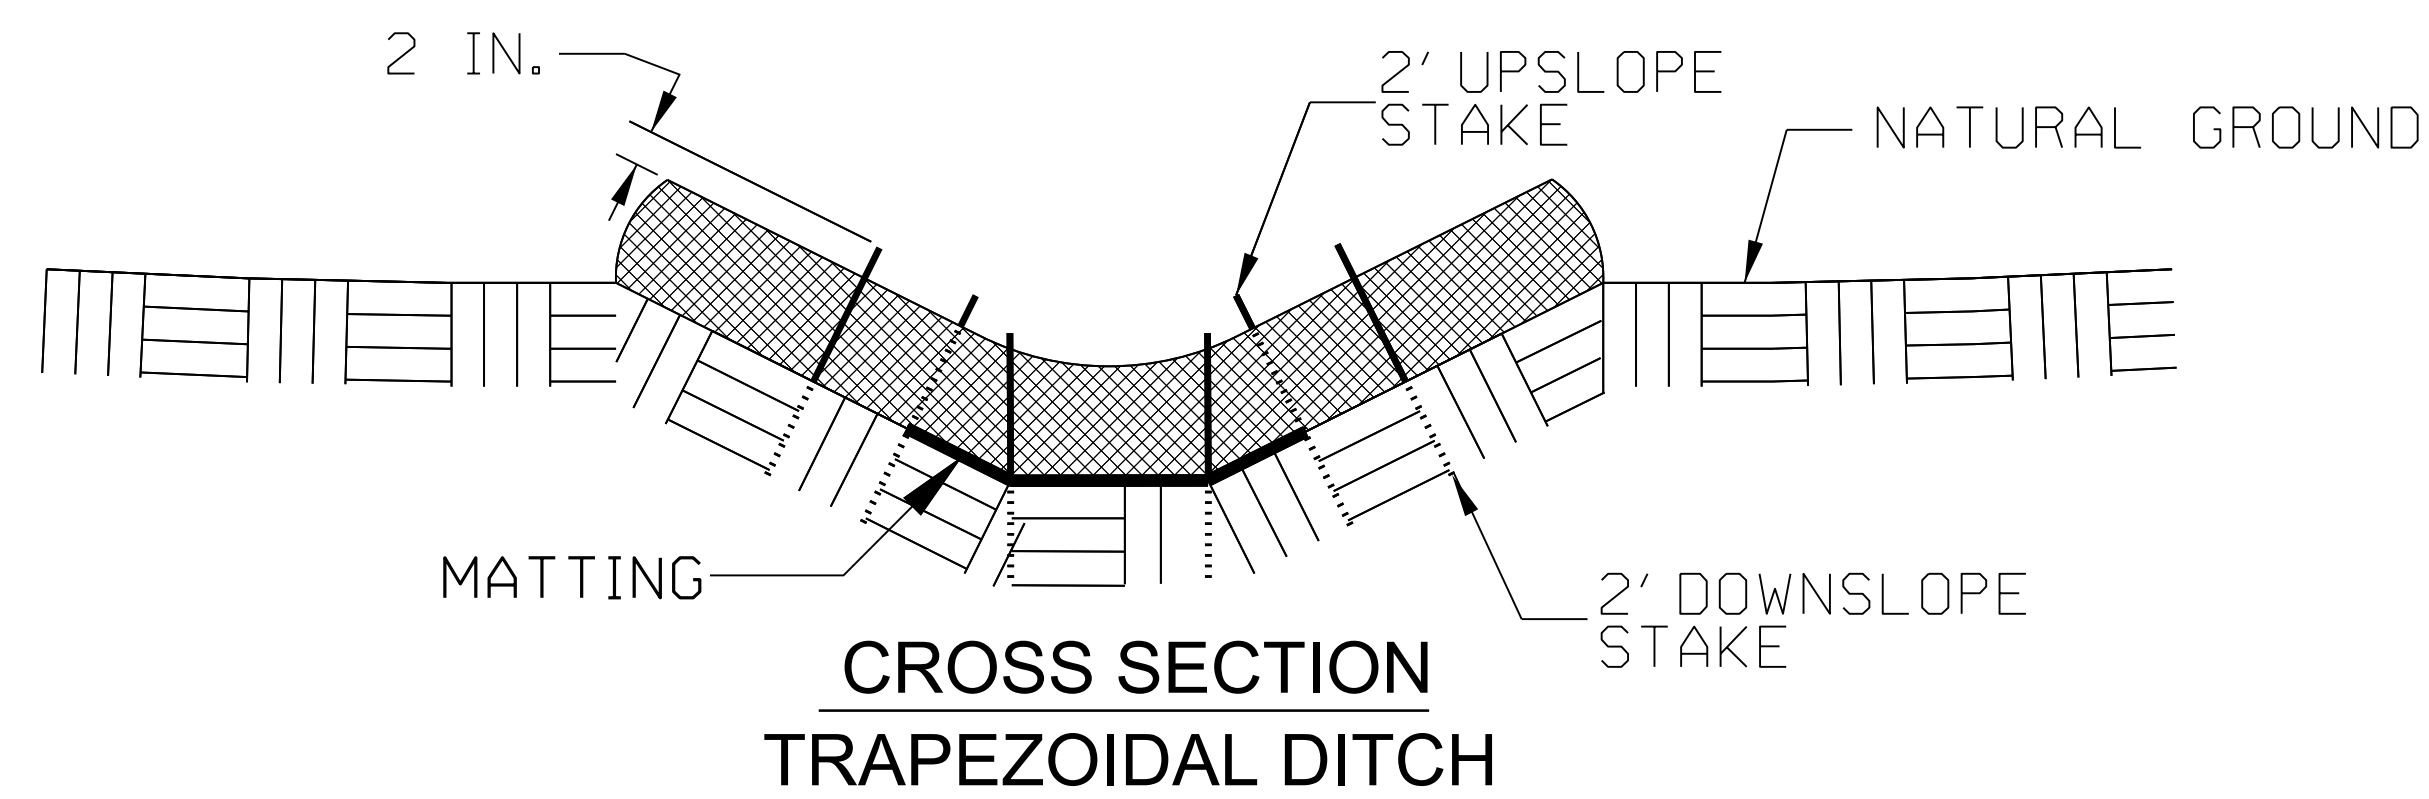 2 IN.
2' UPSLOPE
STAKE
NATURAL GROUND
MATTING
2' DOWNSLOPE
STAKE
CROSS SECTION
TRAPEZOIDAL DITCH